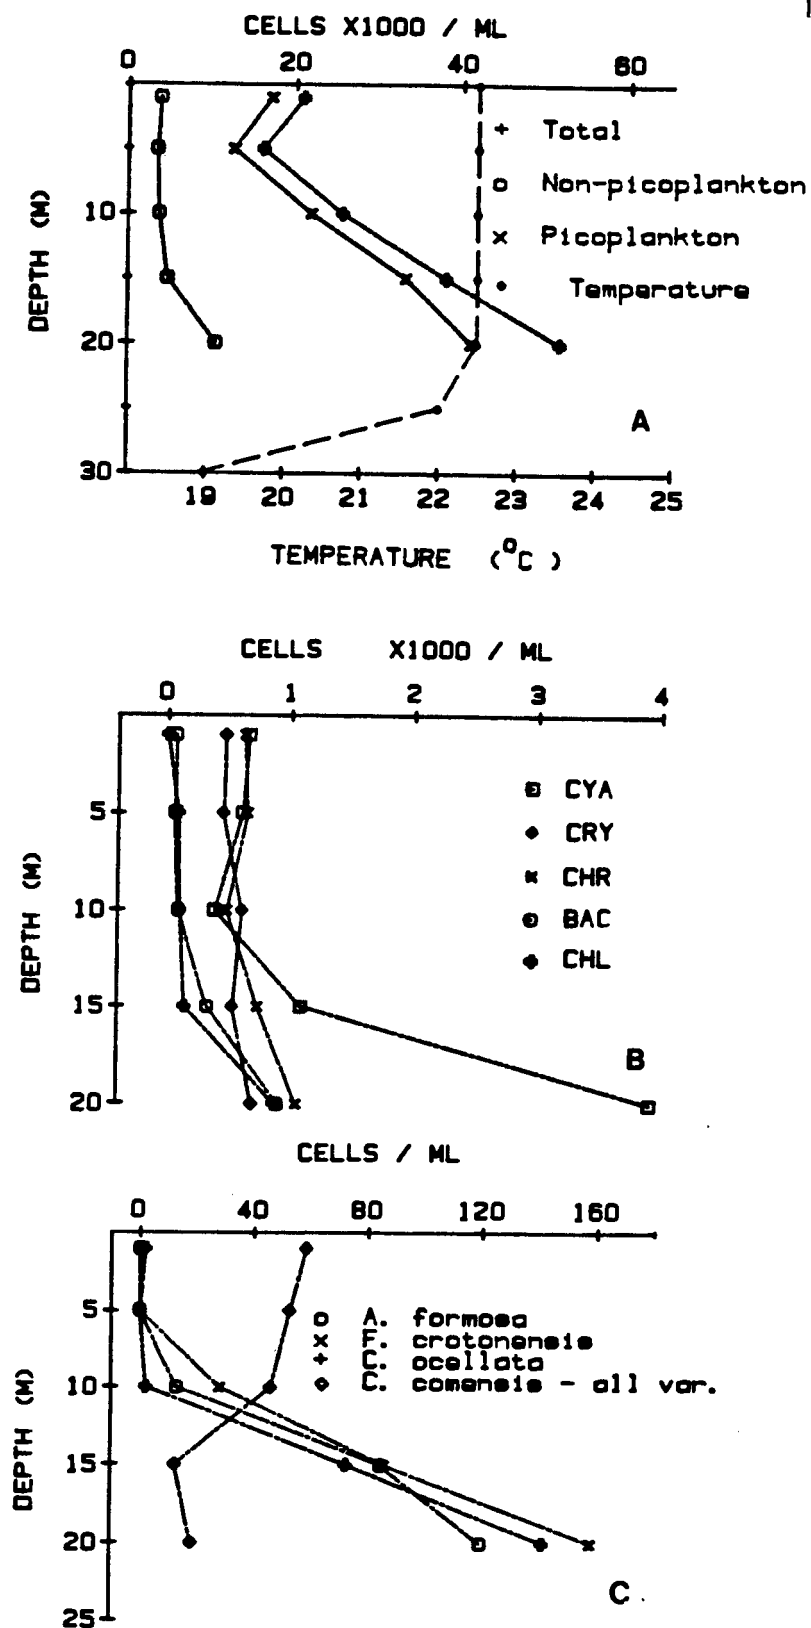 CELLS X1000 / ML
0 20 40 60
+ Total
Non-picoplankton
x Picoplankton
Temperature
10
20
30
DEPTH (M)
A
19 20 21 22 23 24 25
TEMPERATURE (°C )
CELLS X1000 / ML
0 1 2 3 4
CYA
CRY
CHR
BAC
CHL
5
10
15
20
DEPTH (M)
B
CELLS / ML
0 40 80 120 160
A. formosa
x F. crotonensis
+ C. ocellata
C. comensis - all var.
5
10
15
20
25
DEPTH (M)
C